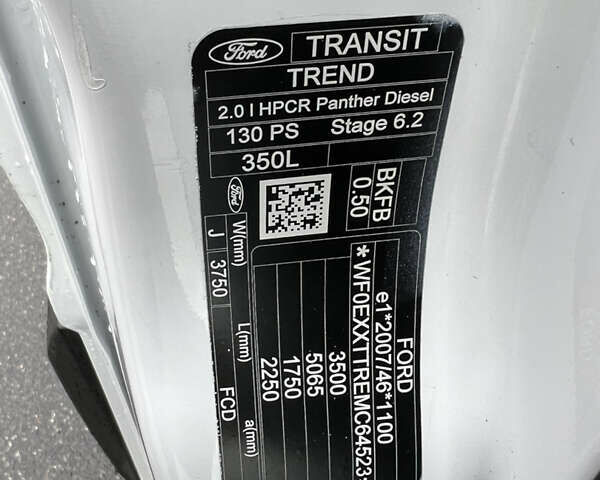 Ford TRANSIT
TREND
2.0 l HPCR Panther Diesel
130 PS Stage 6.2
350L
BKFB
0.50
Ford
FORD
e1*2007/46*1100
*WF0EXXTTREMC64523
3500
5065
1750
2250
W(mm) L(mm) a(mm)
J 3750 FCD